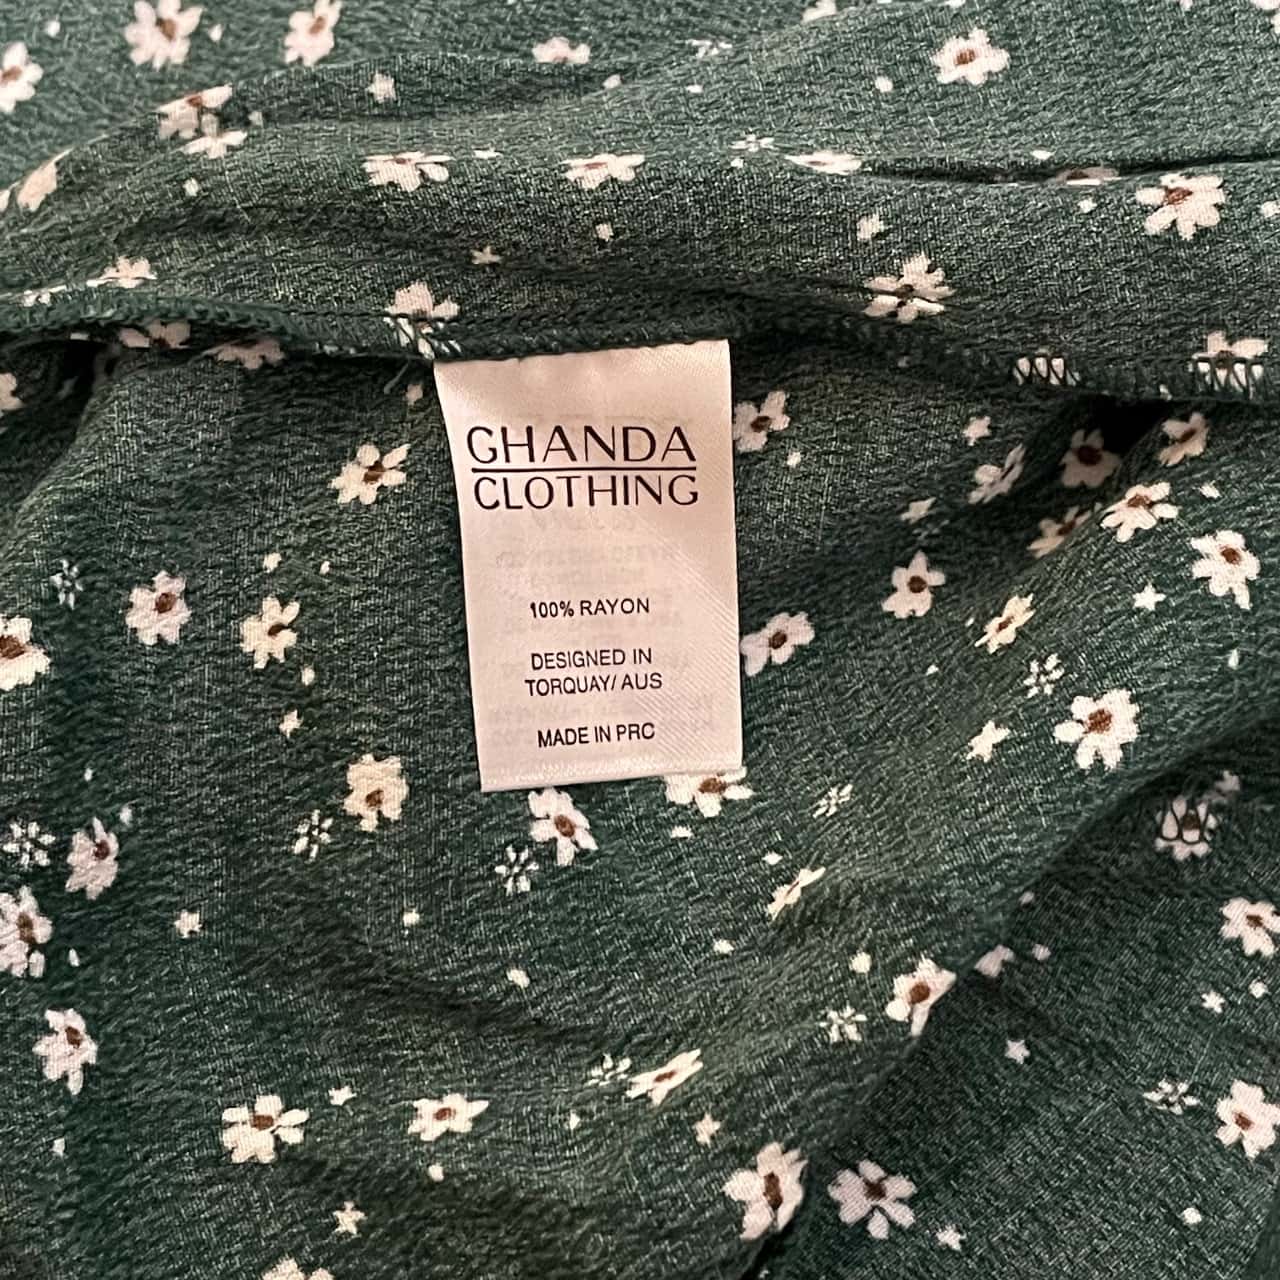 GHANDA
CLOTHING
100% RAYON
DESIGNED IN
TORQUAY/ AUS
MADE IN PRC